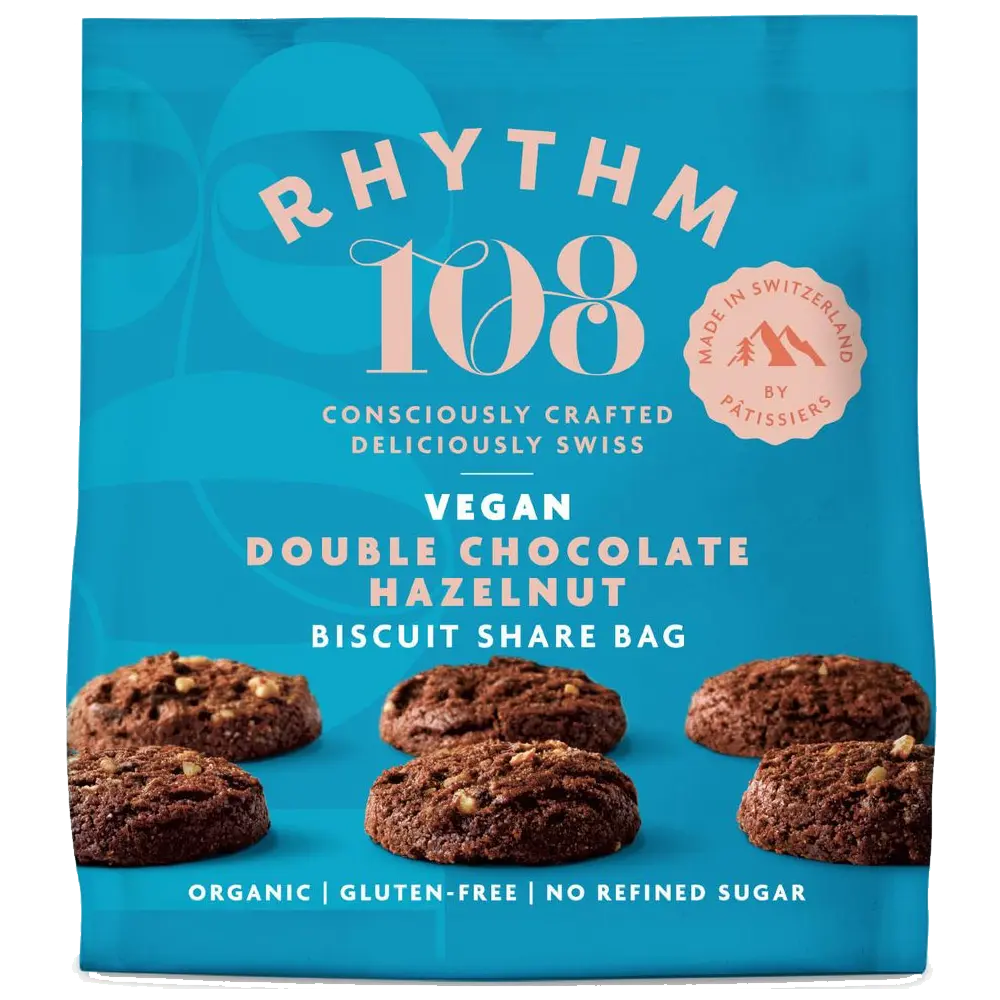 RHYTHM
108
MADE IN SWITZERLAND
BY
PÂTISSIERS
CONSCIOUSLY CRAFTED
DELICIOUSLY SWISS
VEGAN
DOUBLE CHOCOLATE
HAZELNUT
BISCUIT SHARE BAG
ORGANIC | GLUTEN-FREE | NO REFINED SUGAR